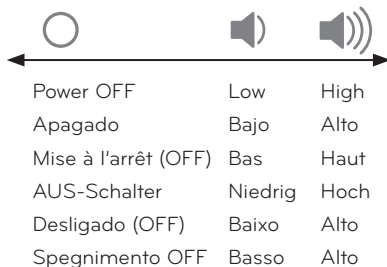 Power OFF Low High
Apagado Bajo Alto
Mise à l'arrêt (OFF) Bas Haut
AUS-Schalter Niedrig Hoch
Desligado (OFF) Baixo Alto
Spegnimento OFF Basso Alto